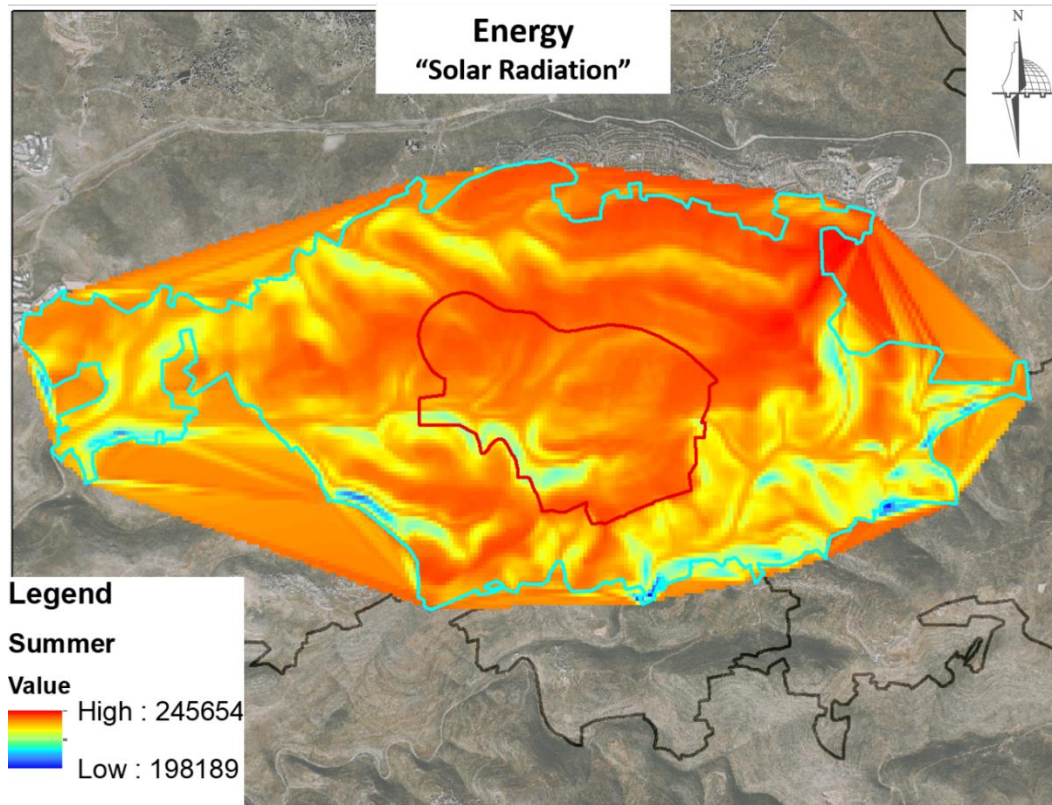 Energy
“Solar Radiation”
N
Legend
Summer
Value
High : 245654
Low : 198189